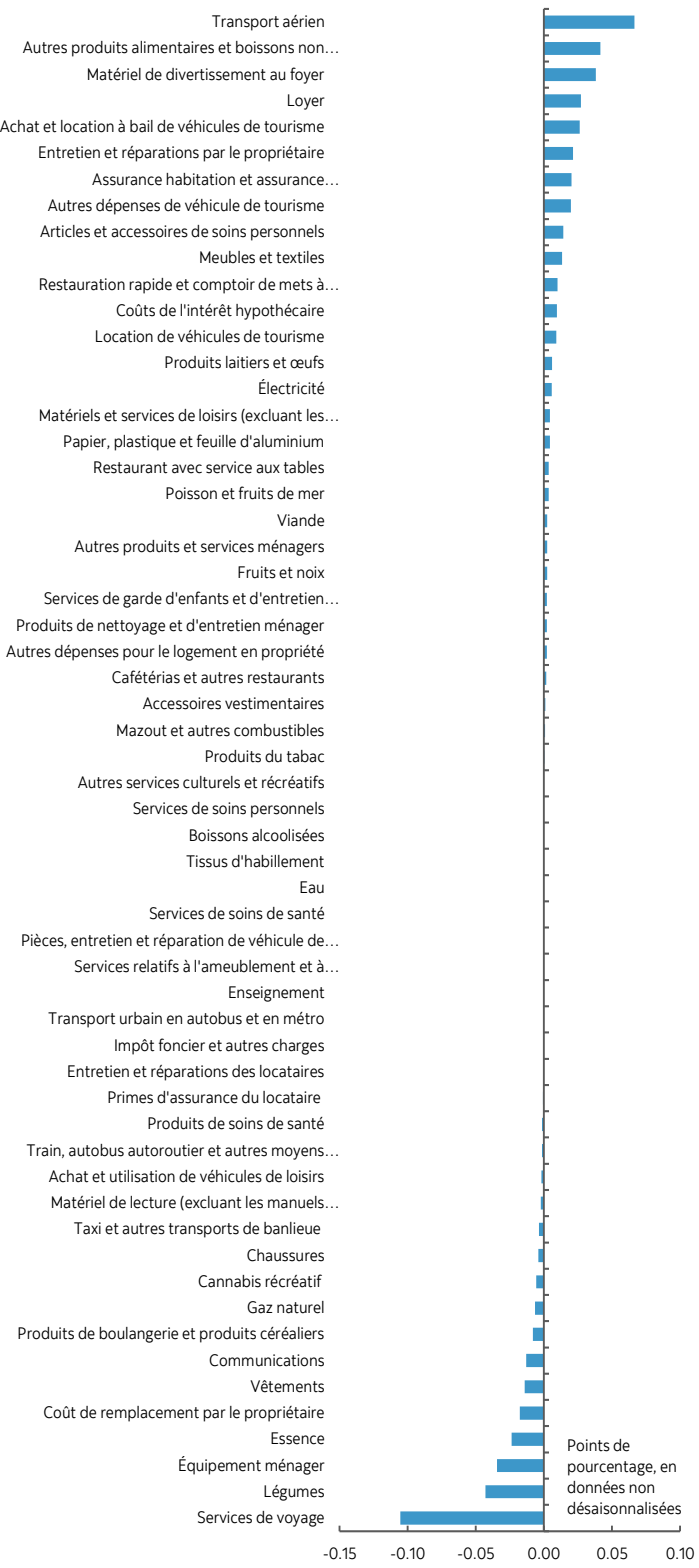 Transport aérien
Autres produits alimentaires et boissons non…
Matériel de divertissement au foyer
Loyer
Achat et location à bail de véhicules de tourisme
Entretien et réparations par le propriétaire
Assurance habitation et assurance…
Autres dépenses de véhicule de tourisme
Articles et accessoires de soins personnels
Meubles et textiles
Restauration rapide et comptoir de mets à…
Coûts de l'intérêt hypothécaire
Location de véhicules de tourisme
Produits laitiers et œufs
Électricité
Matériels et services de loisirs (excluant les…
Papier, plastique et feuille d'aluminium
Restaurant avec service aux tables
Poisson et fruits de mer
Viande
Autres produits et services ménagers
Fruits et noix
Services de garde d'enfants et d'entretien…
Produits de nettoyage et d'entretien ménager
Autres dépenses pour le logement en propriété
Cafétérias et autres restaurants
Accessoires vestimentaires
Mazout et autres combustibles
Produits du tabac
Autres services culturels et récréatifs
Services de soins personnels
Boissons alcoolisées
Tissus d'habillement
Eau
Services de soins de santé
Pièces, entretien et réparation de véhicule de…
Services relatifs à l'ameublement et à…
Enseignement
Transport urbain en autobus et en métro
Impôt foncier et autres charges
Entretien et réparations des locataires
Primes d'assurance du locataire
Produits de soins de santé
Train, autobus autoroutier et autres moyens…
Achat et utilisation de véhicules de loisirs
Matériel de lecture (excluant les manuels…
Taxi et autres transports de banlieue
Chaussures
Cannabis récréatif
Gaz naturel
Produits de boulangerie et produits céréaliers
Communications
Vêtements
Coût de remplacement par le propriétaire
Essence
Équipement ménager
Légumes
Services de voyage
Points de
pourcentage, en
données non
désaisonnalisées
-0.15 -0.10 -0.05 0.00 0.05 0.10